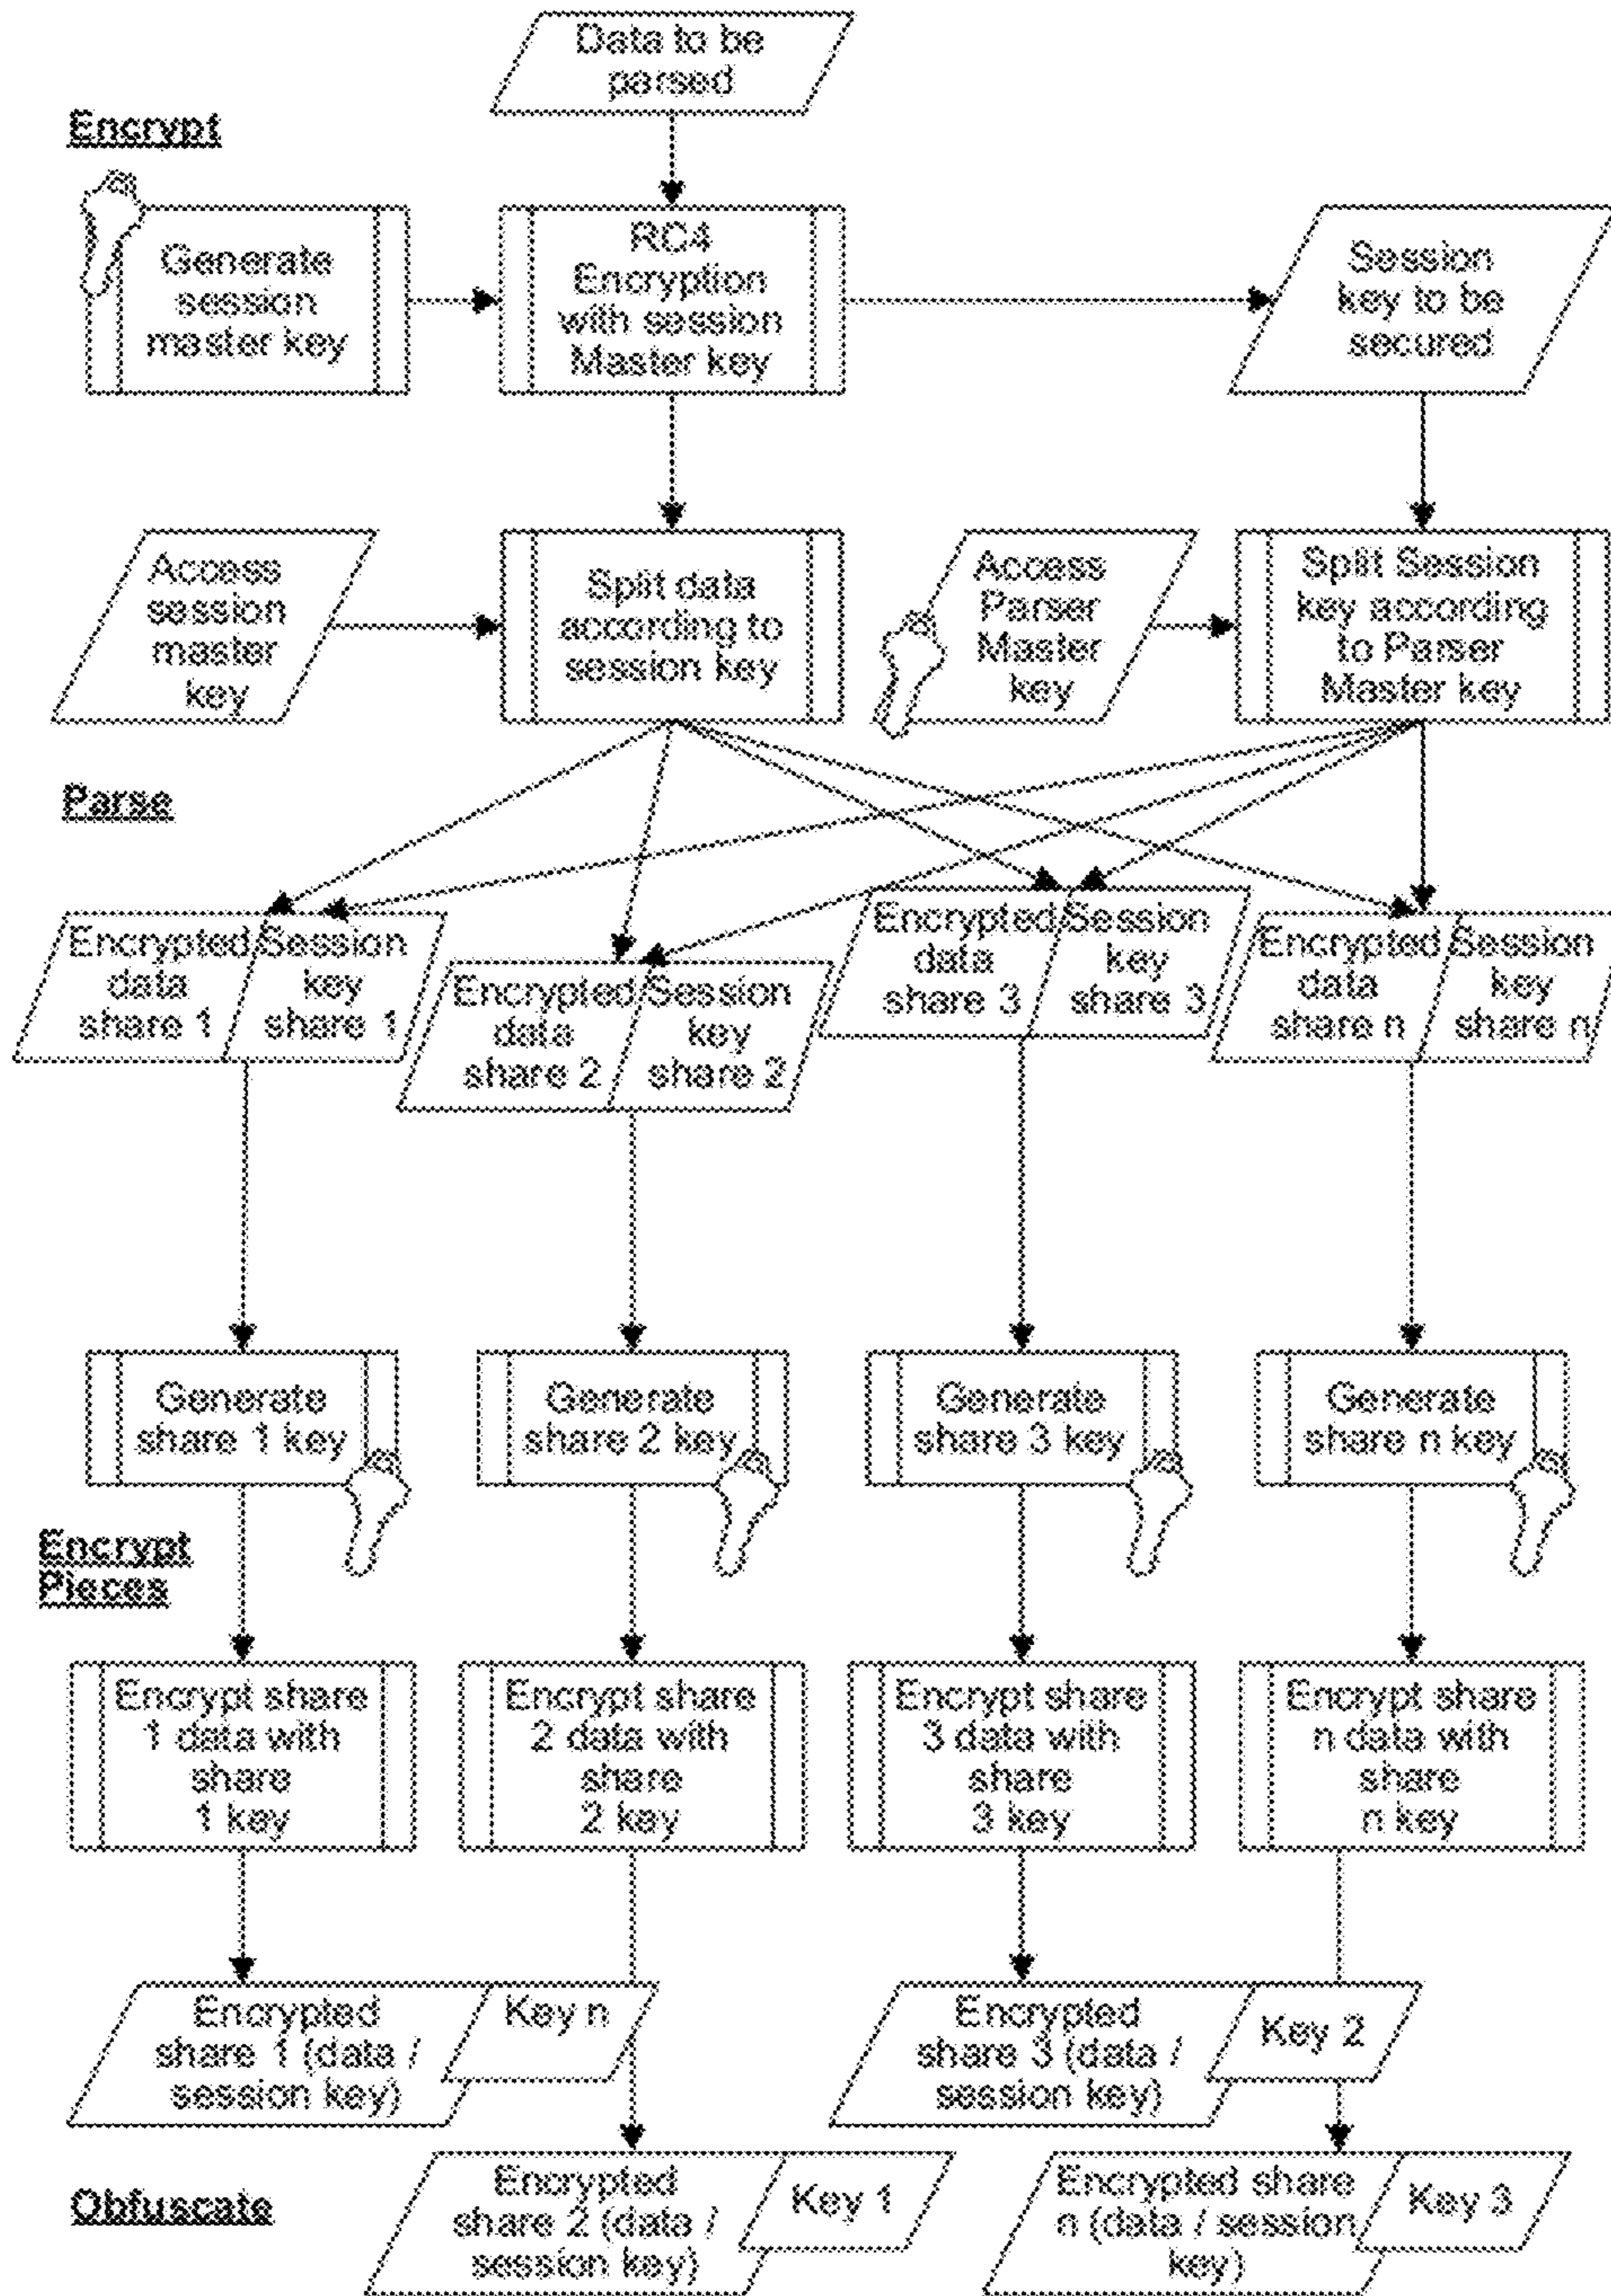 Data to be
parsed
Encrypt
Generate
session
master key
RC4
Encryption
with session
Master key
Session
key to be
secured
Access
session
master
key
Split data
according to
session key
Access
Parser
Master
key
Split Session
key according
to Parser
Master key
Parse
Encrypted
data
share 1
Session
key
share 1
Encrypted
data
share 2
Session
key
share 2
Encrypted
data
share 3
Session
key
share 3
Encrypted
data
share n
Session
key
share n
Generate
share 1 key
Generate
share 2 key
Generate
share 3 key
Generate
share n key
Encrypt
Pieces
Encrypt share
1 data with
share
1 key
Encrypt share
2 data with
share
2 key
Encrypt share
3 data with
share
3 key
Encrypt share
n data with
share
n key
Encrypted
share 1 (data /
session key)
Key n
Encrypted
share 3 (data /
session key)
Key 2
Obfuscate
Encrypted
share 2 (data /
session key)
Key 1
Encrypted share
n (data / session
key)
Key 3